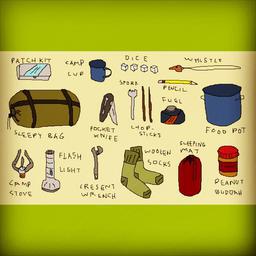 PATCH KIT
CAMP
CUP
DICE
WHISTLE
SPORK
PENCIL
FUEL
SLEEPY BAG
POCKET
KNIFE
CHOP-
STICKS
FOOD POT
CAMP
STOVE
FLASH
LIGHT
CRESENT
WRENCH
WOOLEN
SOCKS
SLEEPING
MAT
PEANUT
BUDDAH